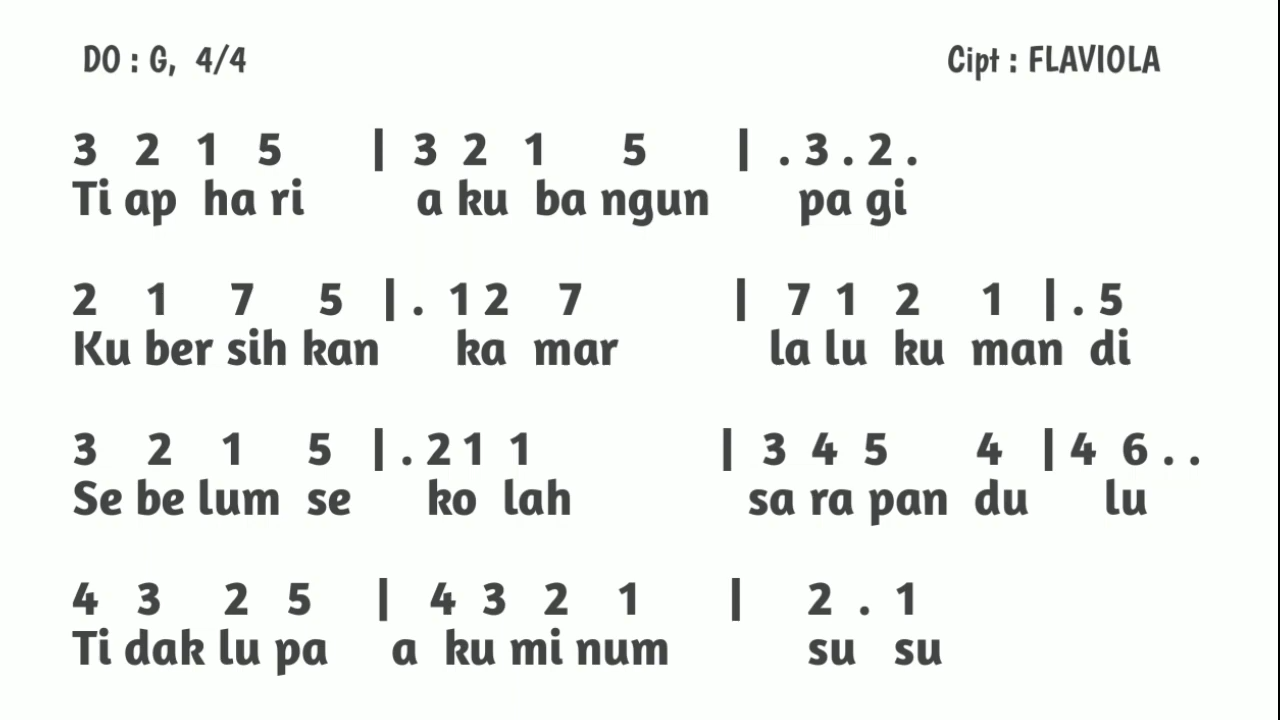 DO : G, 4/4 Cipt : FLAVIOLA
3 2 1 5 | 3 2 1 5 | . 3 . 2 .
Ti ap ha ri a ku ba ngun pa gi
2 1 7 5 | . 1 2 7 | 7 1 2 1 | . 5
Ku ber sih kan ka mar la lu ku man di
3 2 1 5 | . 2 1 1 | 3 4 5 4 | 4 6 . .
Se be lum se ko lah sa ra pan du lu
4 3 2 5 | 4 3 2 1 | 2 . 1
Ti dak lu pa a ku mi num su su